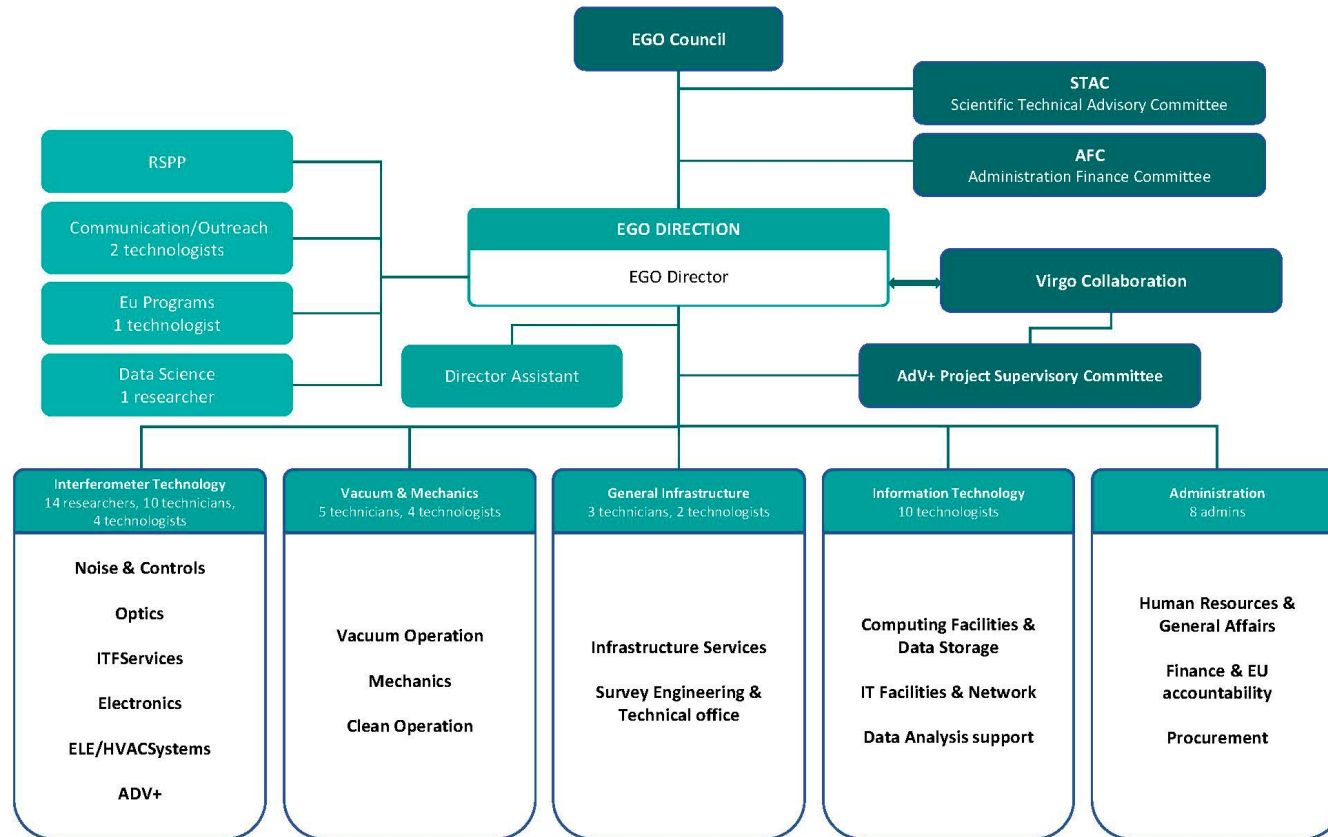 EGO Council
STAC
Scientific Technical Advisory Committee
AFC
Administration Finance Committee
RSPP
Communication/Outreach
2 technologists
Eu Programs
1 technologist
Data Science
1 researcher
EGO DIRECTION
EGO Director
Virgo Collaboration
Director Assistant
AdV+ Project Supervisory Committee
Interferometer Technology
14 researchers, 10 technicians,
4 technologists
Noise & Controls
Optics
ITFServices
Electronics
ELE/HVACSystems
ADV+
Vacuum & Mechanics
5 technicians, 4 technologists
Vacuum Operation
Mechanics
Clean Operation
General Infrastructure
3 technicians, 2 technologists
Infrastructure Services
Survey Engineering &
Technical office
Information Technology
10 technologists
Computing Facilities &
Data Storage
IT Facilities & Network
Data Analysis support
Administration
8 admins
Human Resources &
General Affairs
Finance & EU
accountability
Procurement